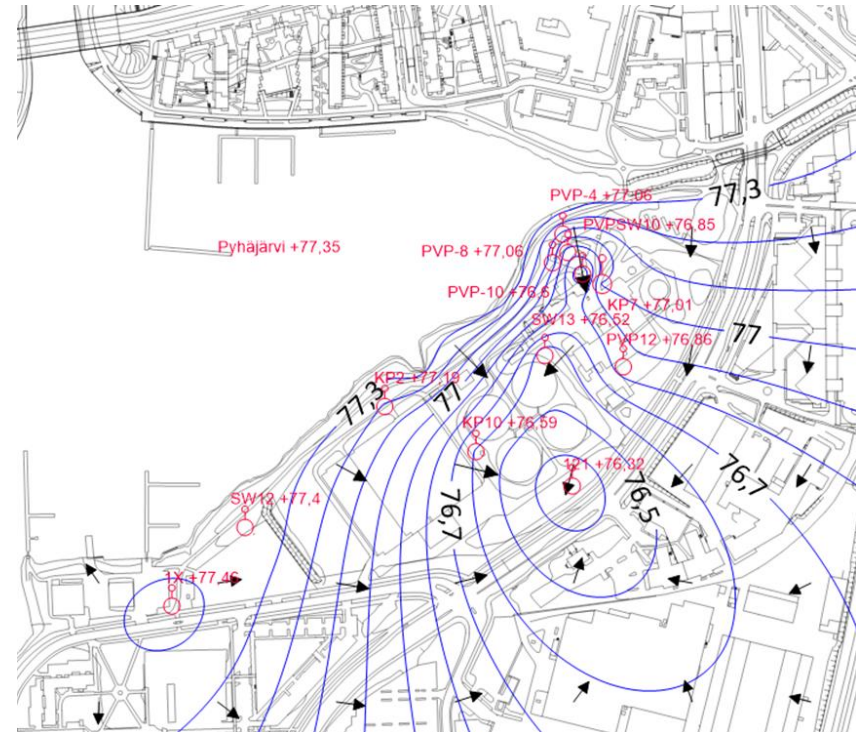 77,3
PVP-4 +77,06
PVPSW10 +76,85
Pyhäjärvi +77,35
PVP-8 +77,06
PVP-10 +76,6
KP7 +77,01
SW13 +76,52
77
PVP12 +76,86
KP2 +77,19
77,3
77
KP10 +76,59
121 +76,32
76,7
76,5
76,7
SW12 +77,4
1X +77,46